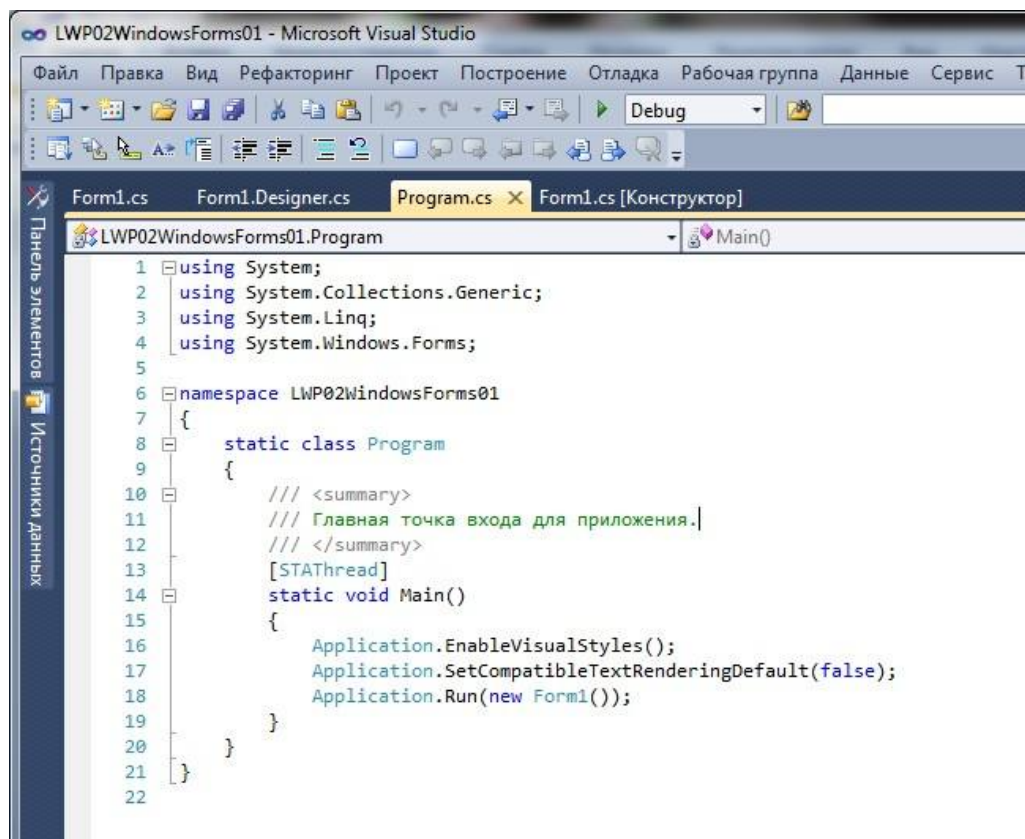 LWP02WindowsForms01 - Microsoft Visual Studio
Файл Правка Вид Рефакторинг Проект Построение Отладка Рабочая группа Данные Сервис
Debug
Form1.cs Form1.Designer.cs Program.cs Form1.cs [Конструктор]
LWP02WindowsForms01.Program Main()
Панель элементов
Источники данных
1 using System;
2 using System.Collections.Generic;
3 using System.Linq;
4 using System.Windows.Forms;
5
6 namespace LWP02WindowsForms01
7 {
8 static class Program
9 {
10 /// <summary>
11 /// Главная точка входа для приложения.
12 /// </summary>
13 [STAThread]
14 static void Main()
15 {
16 Application.EnableVisualStyles();
17 Application.SetCompatibleTextRenderingDefault(false);
18 Application.Run(new Form1());
19 }
20 }
21 }
22